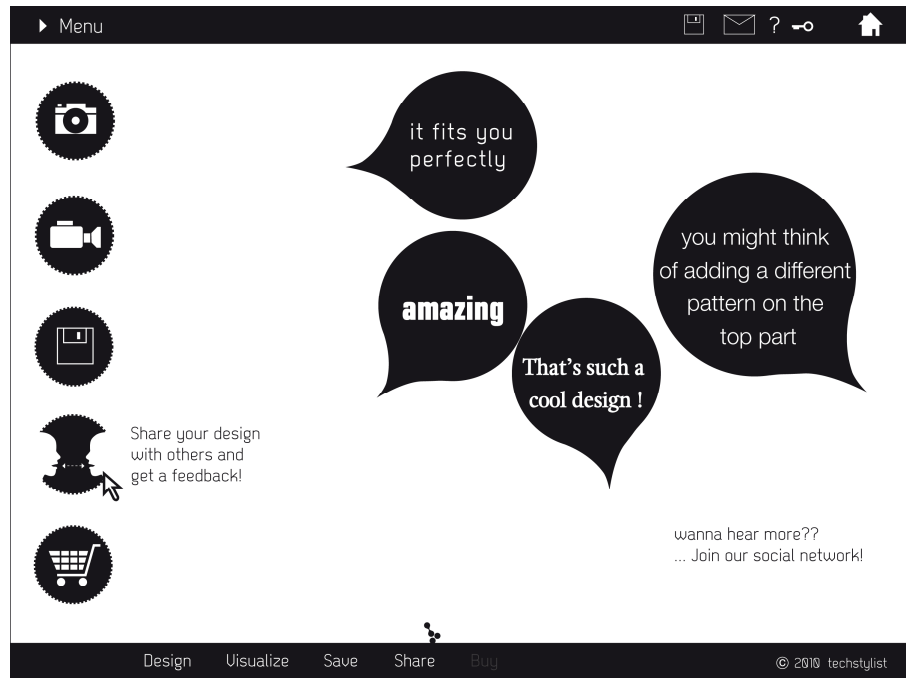 Menu
?
it fits you
perfectly
you might think
of adding a different
pattern on the
top part
amazing
That's such a
cool design !
Share your design
with others and
get a feedback!
wanna hear more??
... Join our social network!
Design Visualize Save Share Buy
© 2010 techstylist